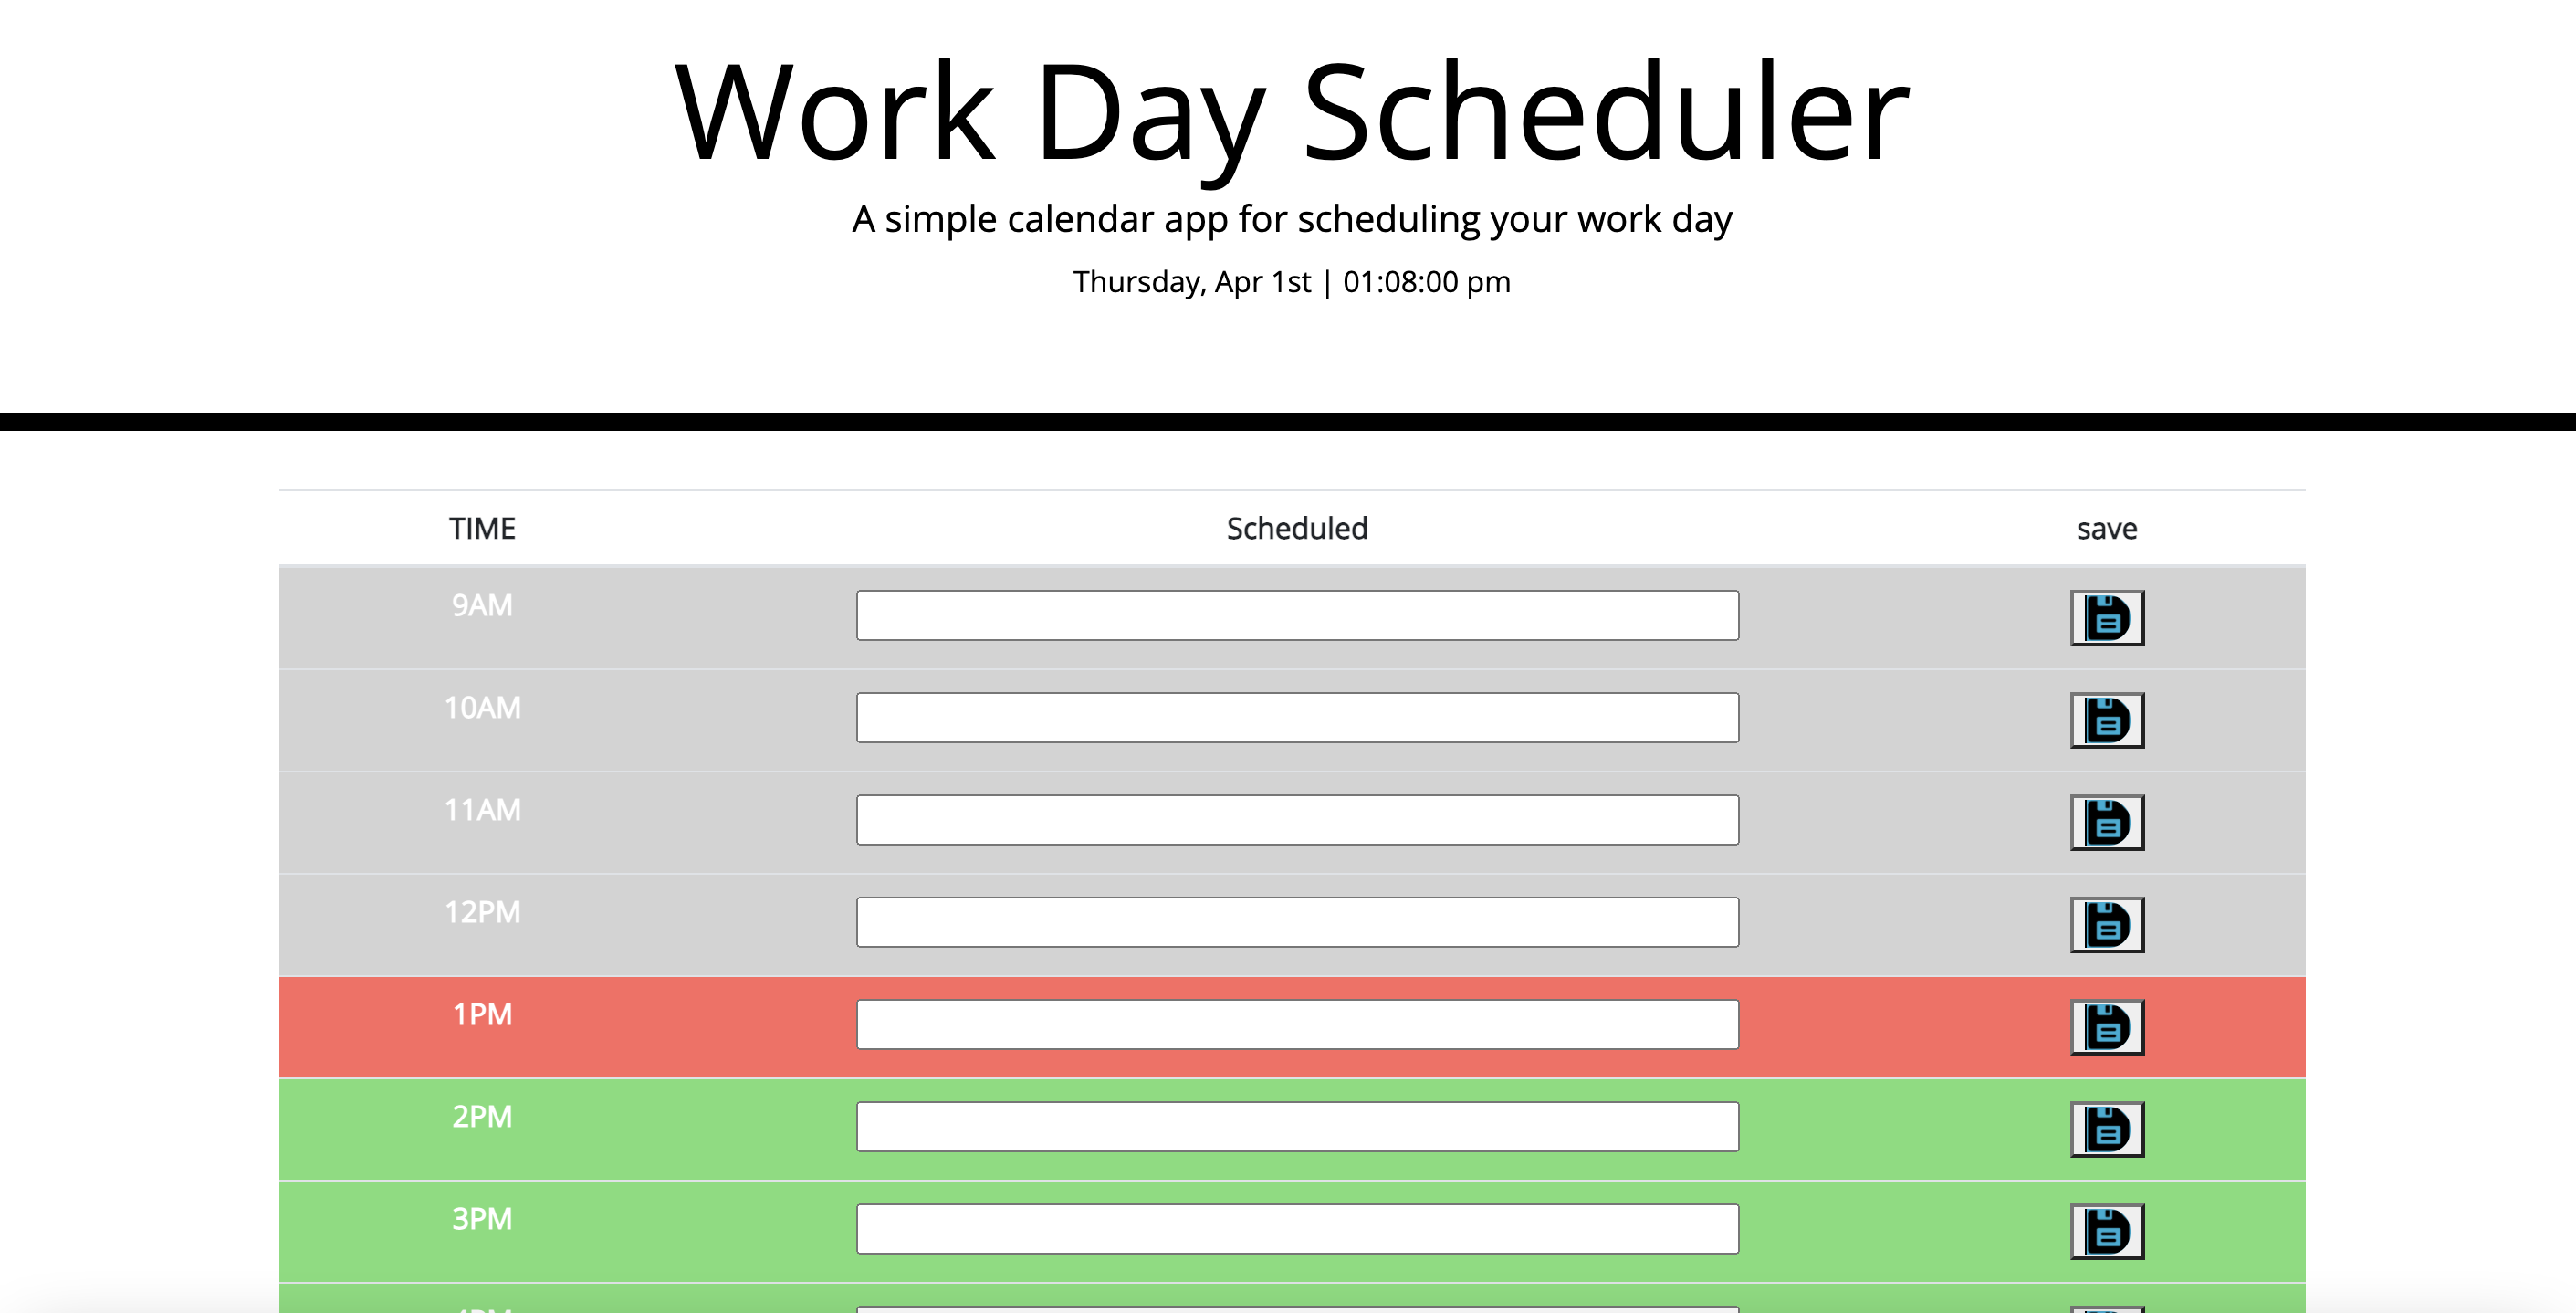 Work Day Scheduler
A simple calendar app for scheduling your work day
Thursday, Apr 1st | 01:08:00 pm
TIME Scheduled save
9AM
10AM
11AM
12PM
1PM
2PM
3PM